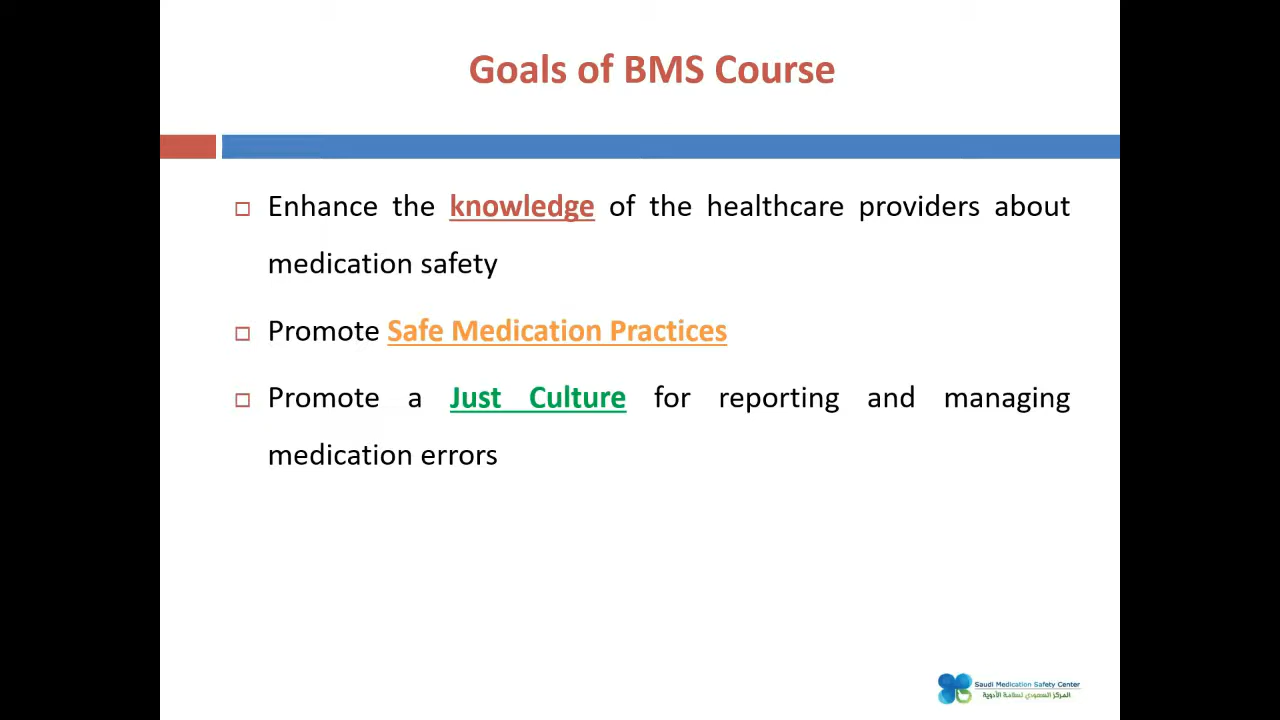 Goals of BMS Course
Enhance the knowledge of the healthcare providers about
medication safety
Promote Safe Medication Practices
Promote a Just Culture for reporting and managing
medication errors
Saudi Medication Safety Center
المركز السعودي لسلامة الأدوية